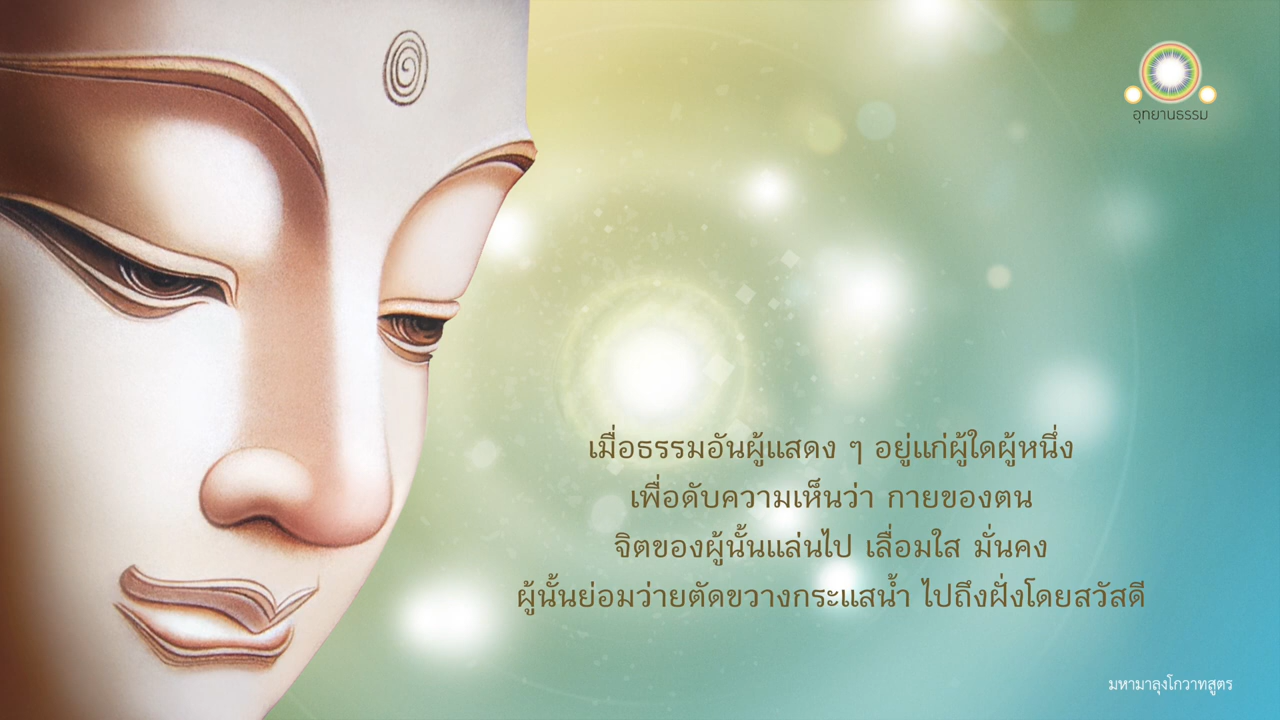 อุทยานธรรม
เมื่อธรรมอันผู้แสดง ๆ อยู่แก่ผู้ใดผู้หนึ่ง
เพื่อดับความเห็นว่า กายของตน
จิตของผู้นั้นแล่นไป เลื่อมใส มั่นคง
ผู้นั้นย่อมว่ายตัดขวางกระแสน้ำ ไปถึงฝั่งโดยสวัสดี
มหามาลุงโกวาทสูตร